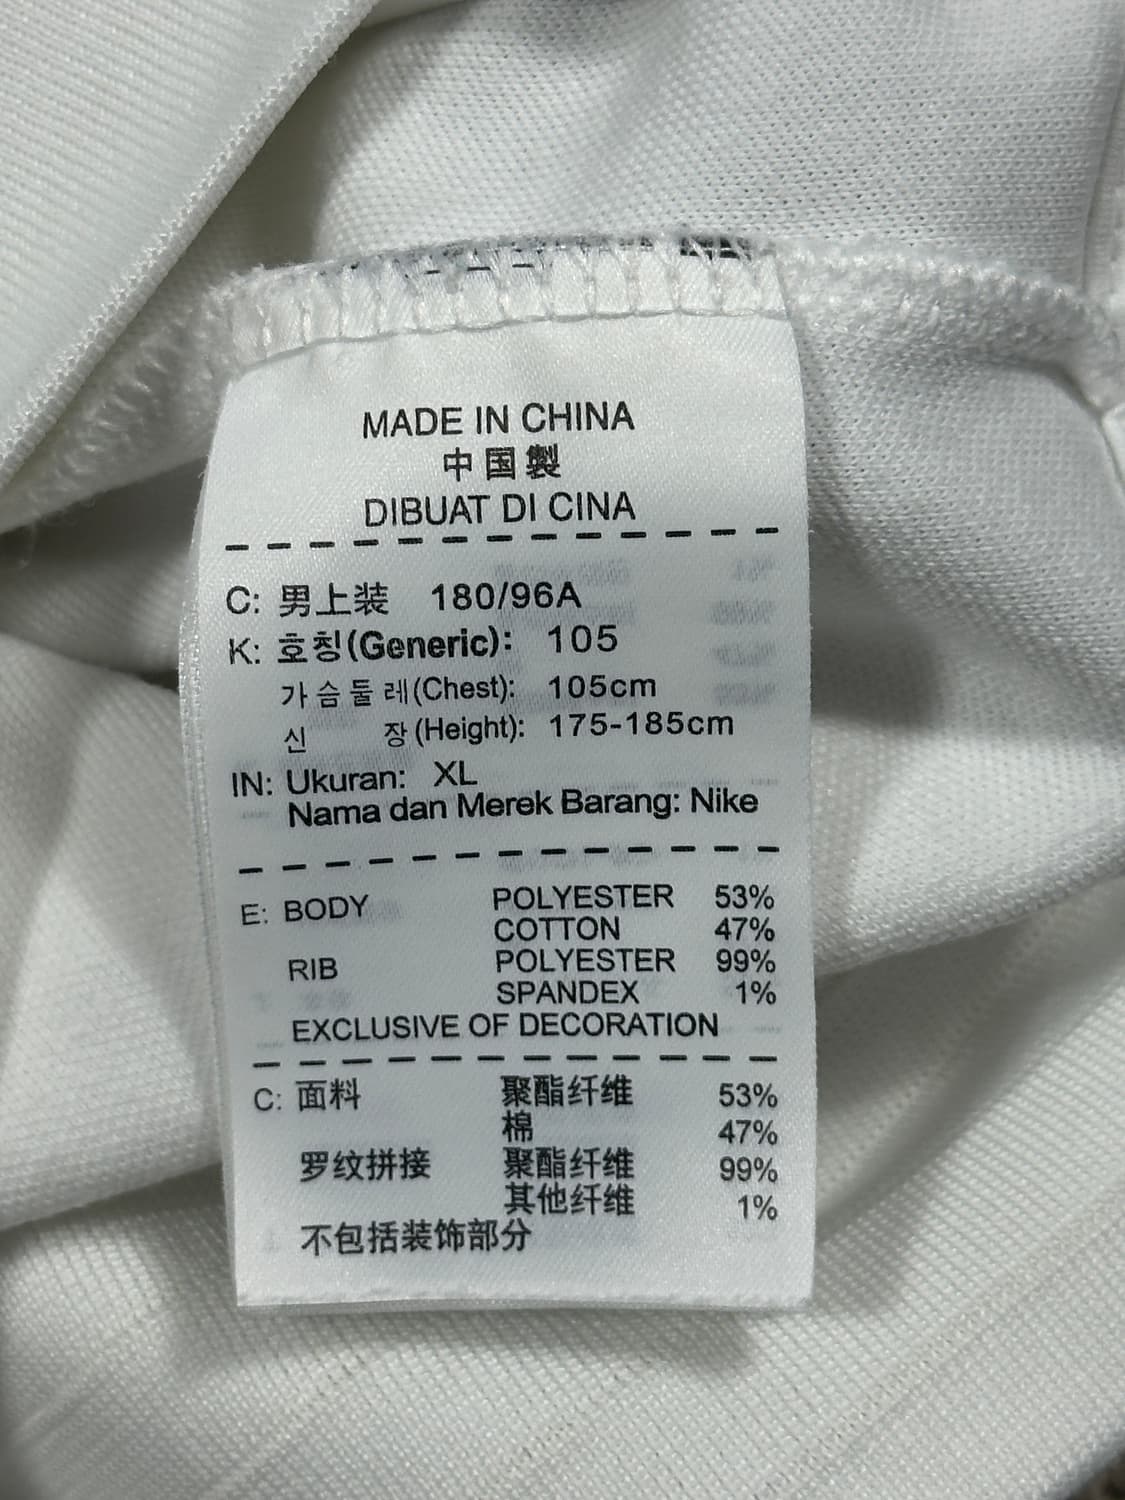 MADE IN CHINA
中国製
DIBUAT DI CINA
C: 男上装 180/96A
K: 호칭(Generic): 105
가슴둘레(Chest): 105cm
신 장(Height): 175-185cm
IN: Ukuran: XL
Nama dan Merek Barang: Nike
E: BODY POLYESTER 53%
COTTON 47%
RIB POLYESTER 99%
SPANDEX 1%
EXCLUSIVE OF DECORATION
C: 面料 聚酯纤维 53%
棉 47%
罗纹拼接 聚酯纤维 99%
其他纤维 1%
不包括装饰部分